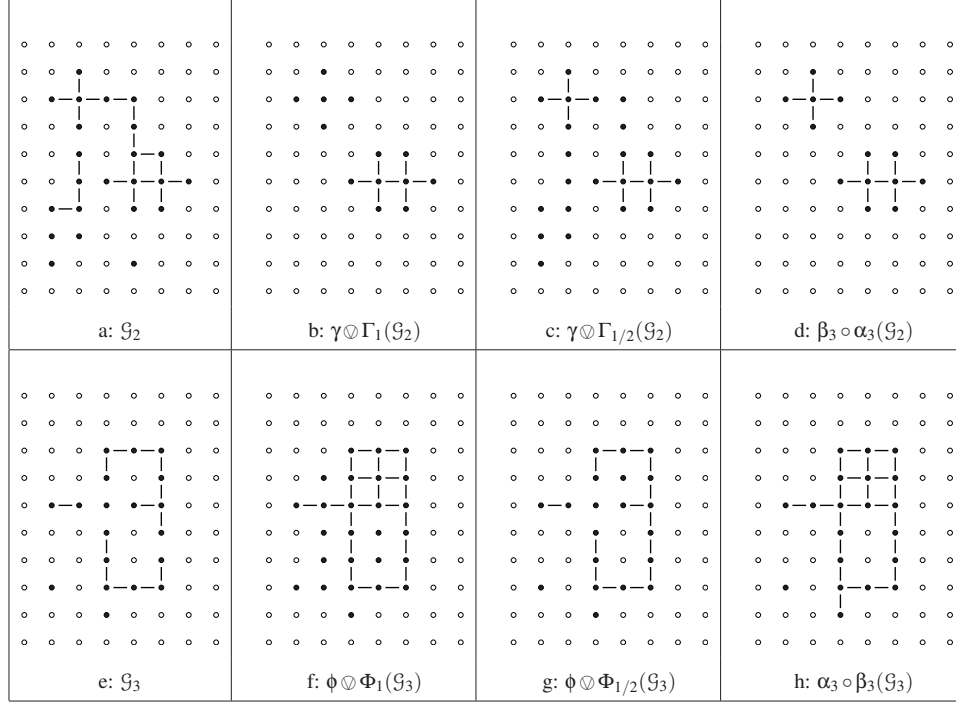 a: 𝒢₂
b: γ⍒Γ₁(𝒢₂)
c: γ⍒Γ₁/₂(𝒢₂)
d: β₃∘α₃(𝒢₂)
e: 𝒢₃
f: ϕ⍒Φ₁(𝒢₃)
g: ϕ⍒Φ₁/₂(𝒢₃)
h: α₃∘β₃(𝒢₃)